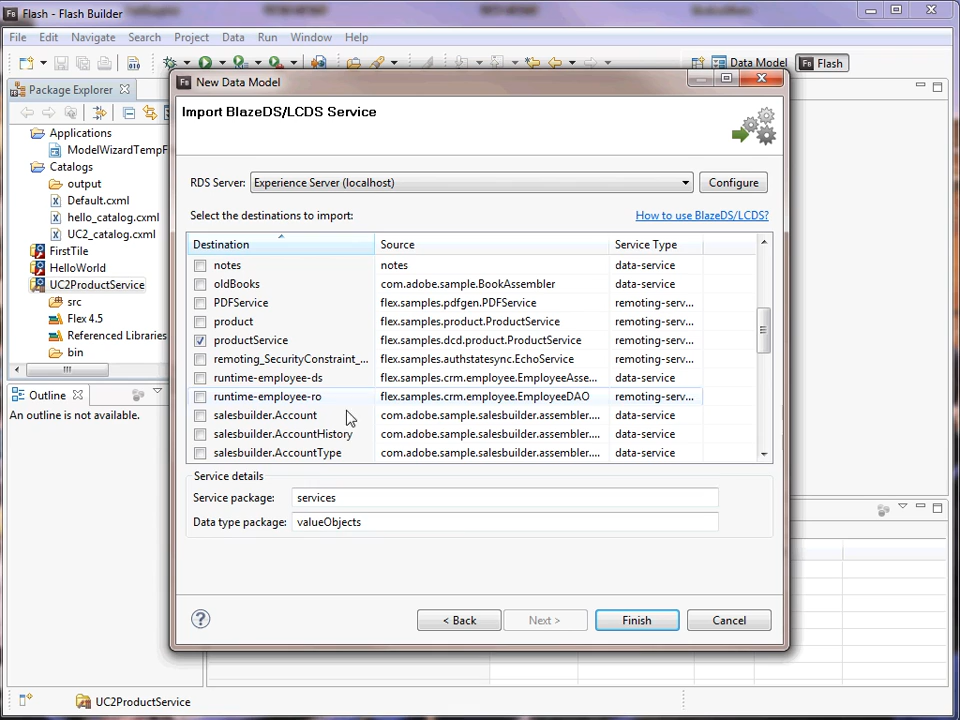 Fb Flash - Flash Builder
File Edit Navigate Search Project Data Run Window Help
Data Model Fb Flash
Package Explorer
Applications
ModelWizardTempF
Catalogs
output
Default.cxml
hello_catalog.cxml
UC2_catalog.cxml
FirstTile
HelloWorld
UC2ProductService
src
Flex 4.5
Referenced Libraries
bin
Outline
An outline is not available.
Fb New Data Model
Import BlazeDS/LCDS Service
RDS Server: Experience Server (localhost) Configure
Select the destinations to import: How to use BlazeDS/LCDS?
Destination Source Service Type
notes notes data-service
oldBooks com.adobe.sample.BookAssembler data-service
PDFService flex.samples.pdfgen.PDFService remoting-serv...
product flex.samples.product.ProductService remoting-serv...
productService flex.samples.dcd.product.ProductService remoting-serv...
remoting_SecurityConstraint_... flex.samples.authstatesync.EchoService remoting-serv...
runtime-employee-ds flex.samples.crm.employee.EmployeeAsse... data-service
runtime-employee-ro flex.samples.crm.employee.EmployeeDAO remoting-serv...
salesbuilder.Account com.adobe.sample.salesbuilder.assembler.... data-service
salesbuilder.AccountHistory com.adobe.sample.salesbuilder.assembler.... data-service
salesbuilder.AccountType com.adobe.sample.salesbuilder.assembler.... data-service
Service details
Service package: services
Data type package: valueObjects
? < Back Next > Finish Cancel
UC2ProductService